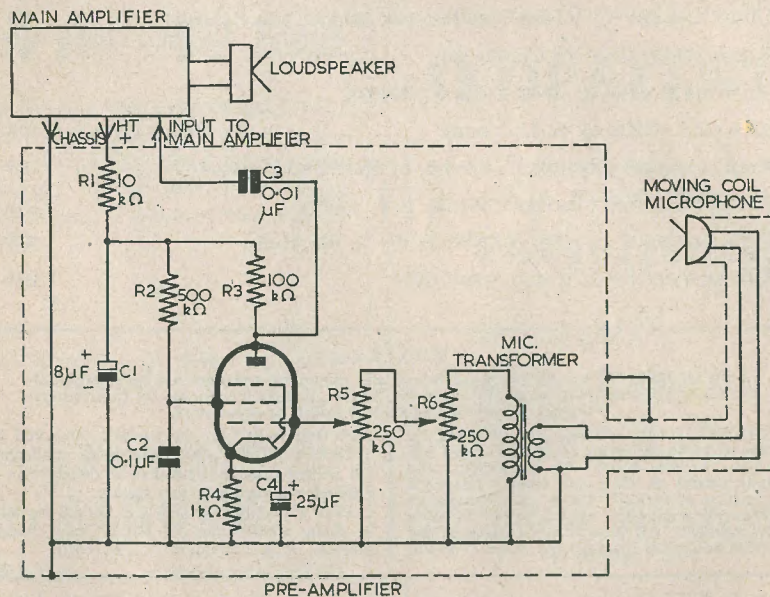 MAIN AMPLIFIER
LOUDSPEAKER
CHASSIS
HT
+
INPUT TO
MAIN AMPLIFIER
R1
10
kΩ
C3
0·01
μF
MOVING COIL
MICROPHONE
R2
500
kΩ
R3
100
kΩ
MIC.
TRANSFORMER
8μF
+
-
C1
R5
250
kΩ
R6
250
kΩ
C2
0·1μF
R4
1kΩ
C4
+
-
25μF
PRE-AMPLIFIER